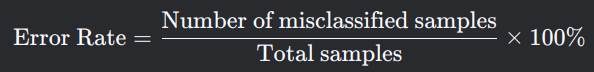 Error Rate = Number of misclassified samples / Total samples × 100%